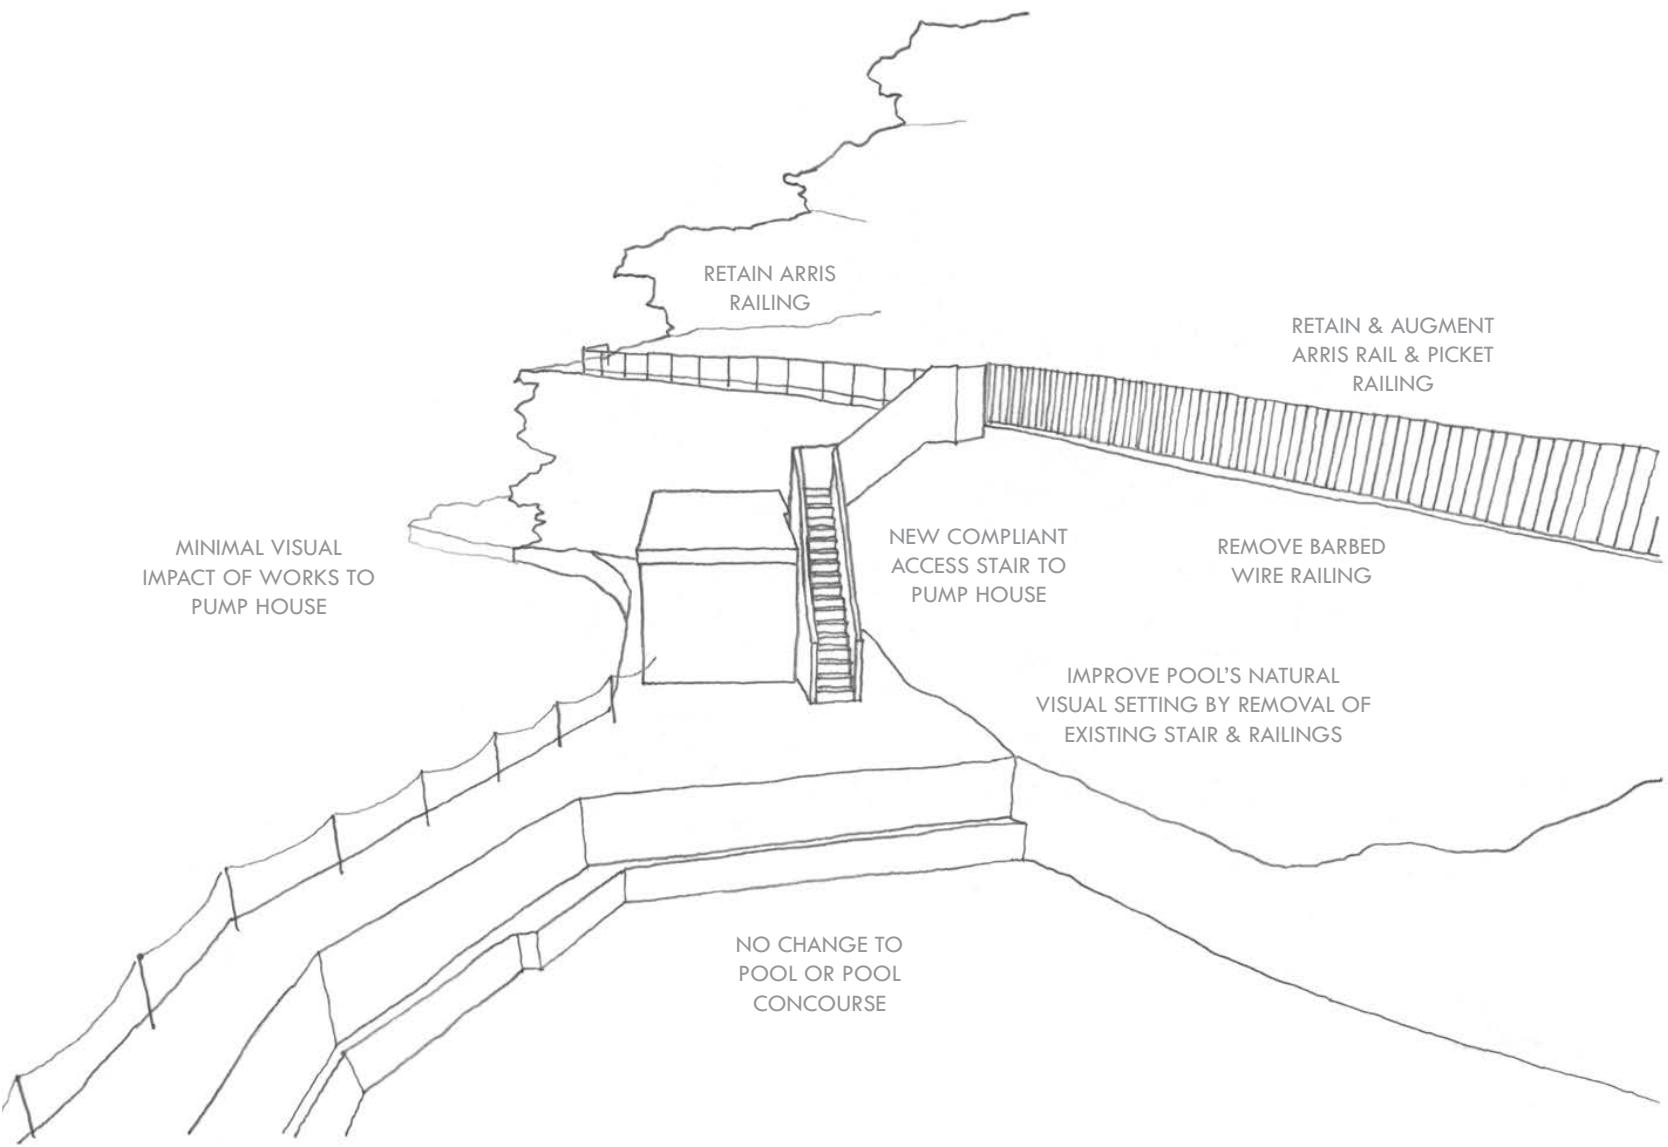 RETAIN ARRIS
RAILING
RETAIN & AUGMENT
ARRIS RAIL & PICKET
RAILING
MINIMAL VISUAL
IMPACT OF WORKS TO
PUMP HOUSE
NEW COMPLIANT
ACCESS STAIR TO
PUMP HOUSE
REMOVE BARBED
WIRE RAILING
IMPROVE POOL'S NATURAL
VISUAL SETTING BY REMOVAL OF
EXISTING STAIR & RAILINGS
NO CHANGE TO
POOL OR POOL
CONCOURSE